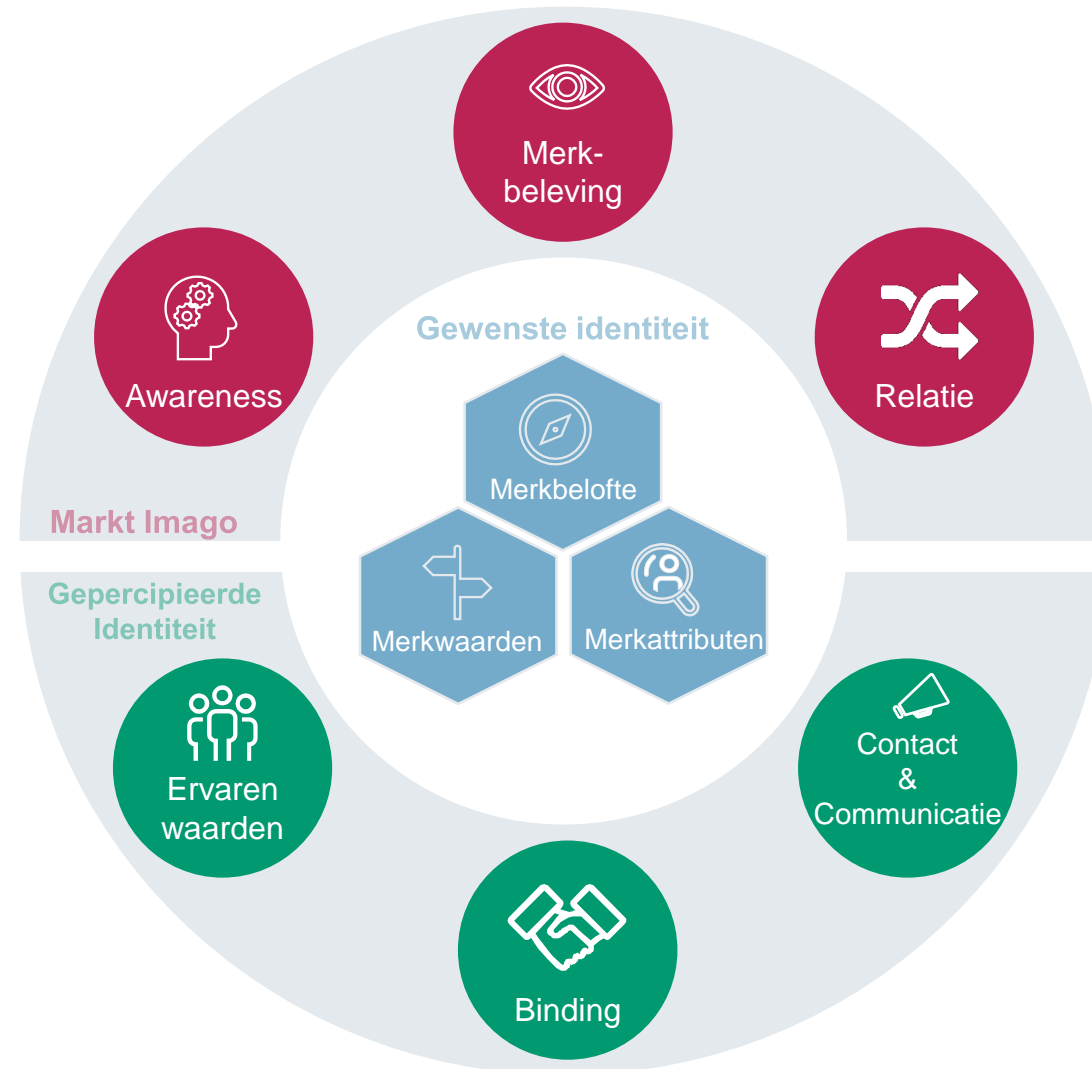 Merk-
beleving
Awareness
Relatie
Gewenste identiteit
Merkbelofte
Merkwaarden
Merkattributen
Markt Imago
Gepercipieerde
Identiteit
Ervaren
waarden
Contact
&
Communicatie
Binding